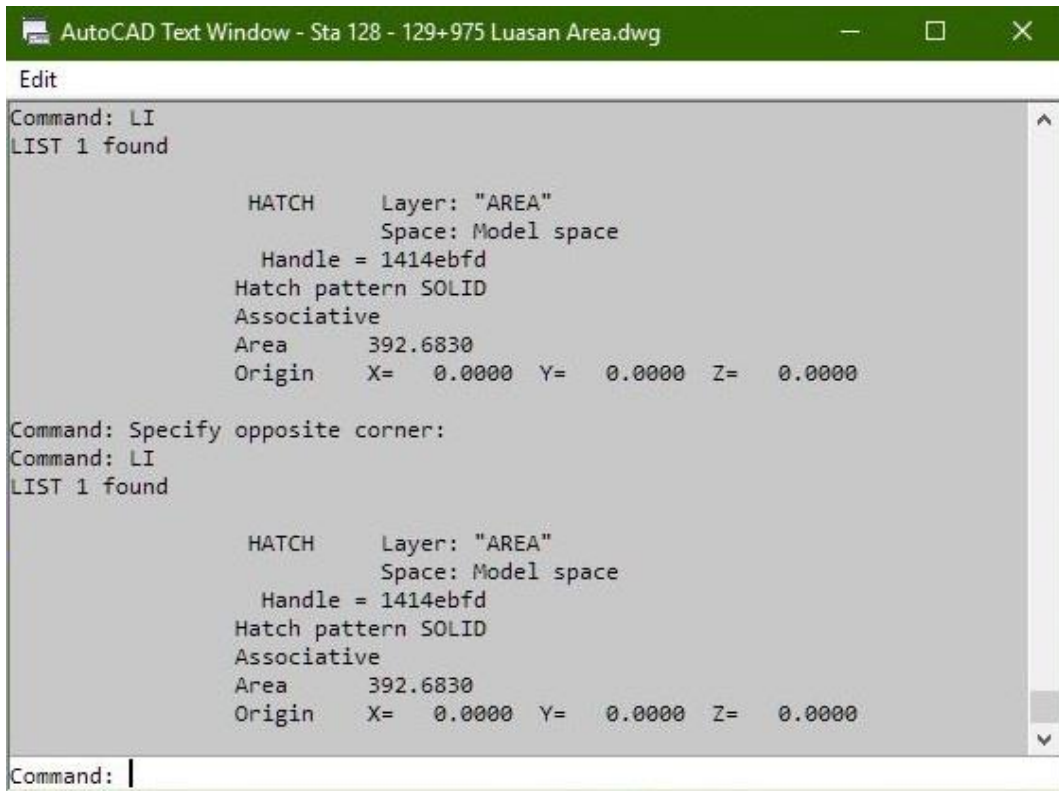 AutoCAD Text Window - Sta 128 - 129+975 Luasan Area.dwg
Edit
Command: LI
LIST 1 found
HATCH Layer: "AREA"
Space: Model space
Handle = 1414ebfd
Hatch pattern SOLID
Associative
Area 392.6830
Origin X= 0.0000 Y= 0.0000 Z= 0.0000
Command: Specify opposite corner:
Command: LI
LIST 1 found
HATCH Layer: "AREA"
Space: Model space
Handle = 1414ebfd
Hatch pattern SOLID
Associative
Area 392.6830
Origin X= 0.0000 Y= 0.0000 Z= 0.0000
Command: